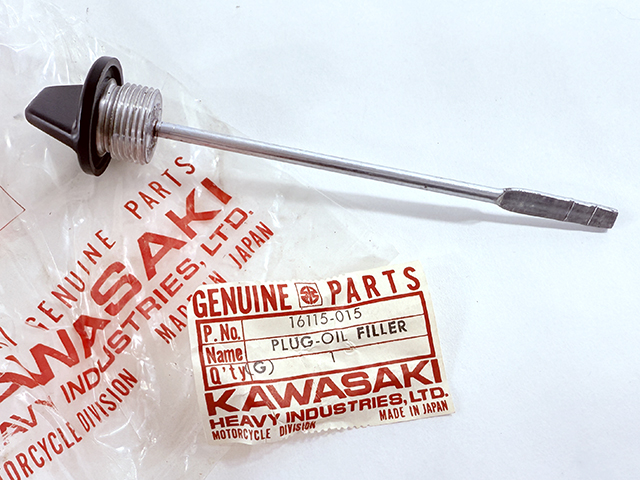 GENUINE PARTS
KAWASAKI
HEAVY INDUSTRIES, LTD.
MOTORCYCLE DIVISION
MADE IN JAPAN
GENUINE PARTS
P. No. 16115-015
Name PLUG-OIL FILLER
Q'ty (G) 1
KAWASAKI
HEAVY INDUSTRIES, LTD.
MOTORCYCLE DIVISION MADE IN JAPAN